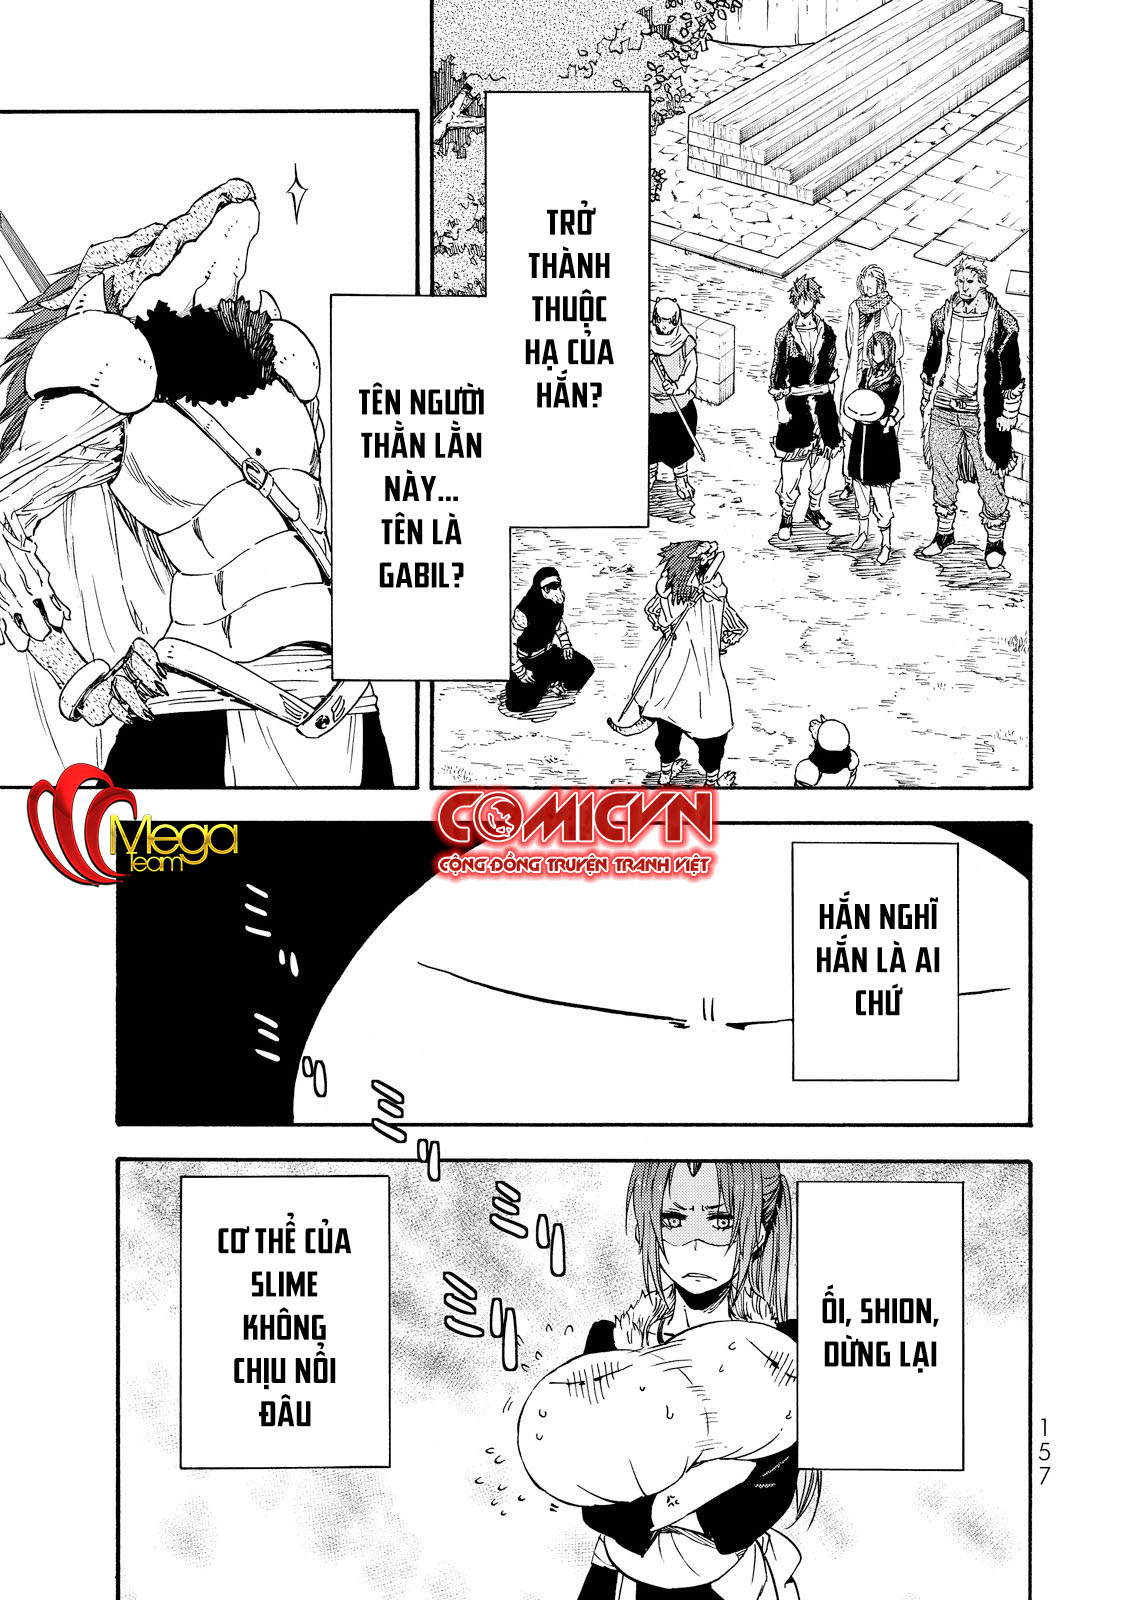 TRỞ
THÀNH
THUỘC
HẠ CỦA
HẮN?
TÊN NGƯỜI
THẰN LẰN
NÀY...
TÊN LÀ
GABIL?
Mega
Team
COMICVN
CỘNG ĐỒNG TRUYỆN TRANH VIỆT
HẮN NGHĨ
HẮN LÀ AI
CHỨ
ỐI, SHION,
DỪNG LẠI
CƠ THỂ CỦA
SLIME
KHÔNG
CHỊU NỔI
ĐÂU
157